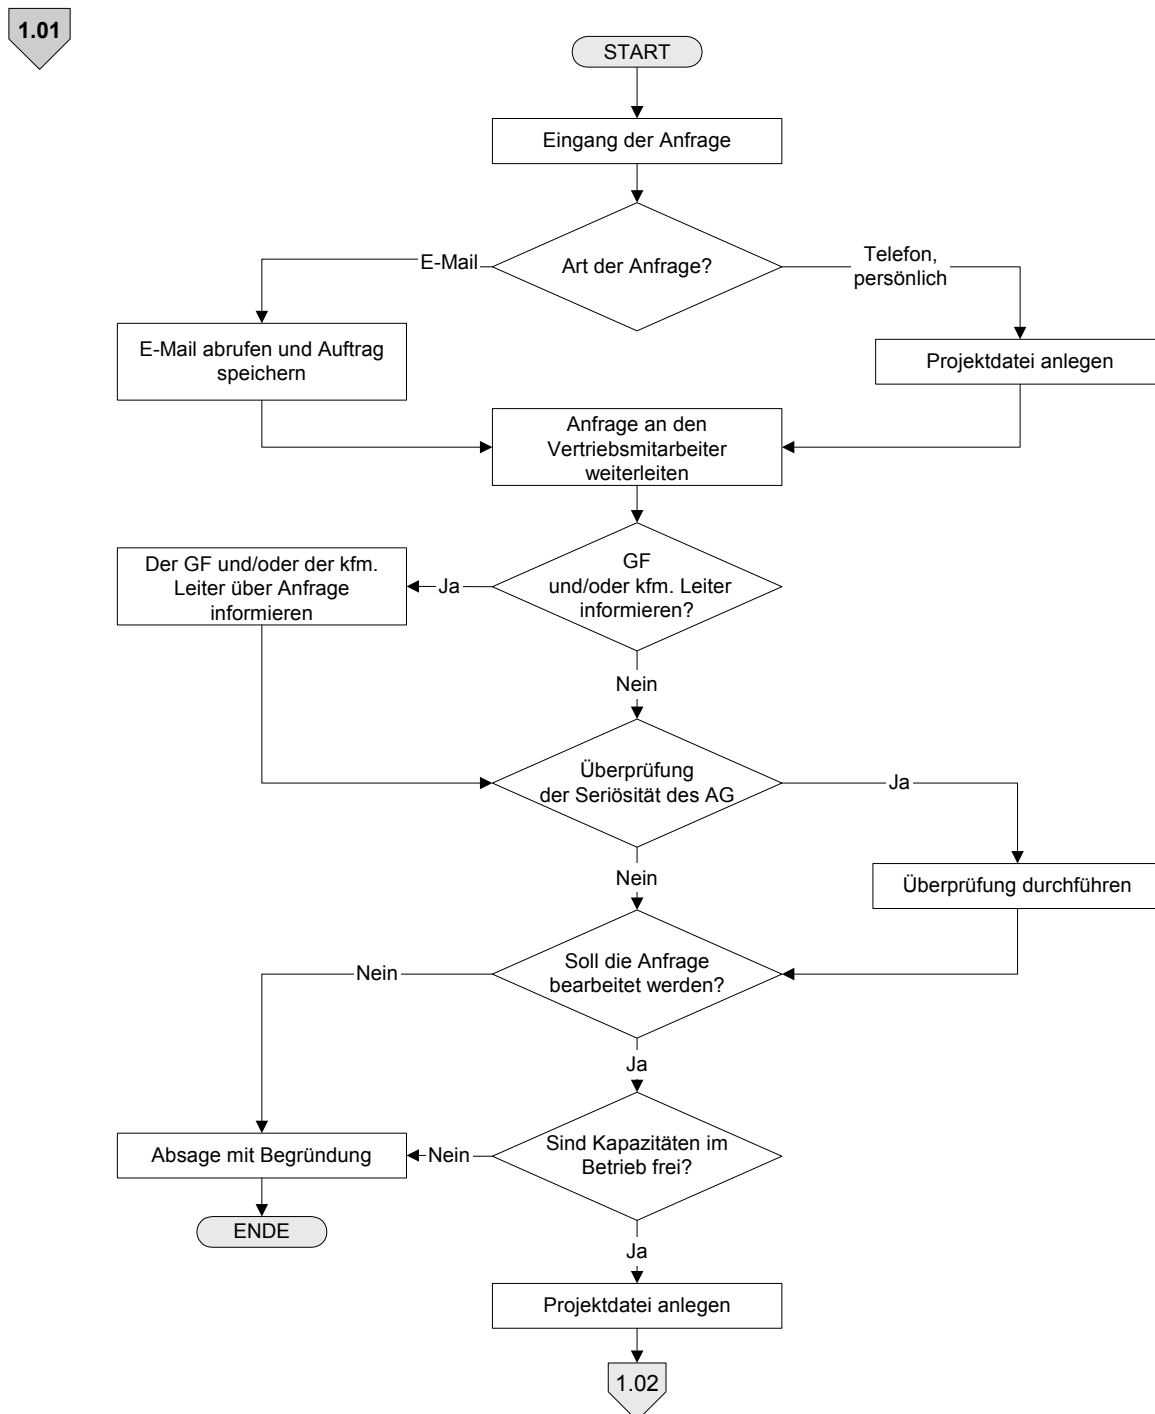 1.01
START
Eingang der Anfrage
Art der Anfrage?
E-Mail
Telefon,
persönlich
E-Mail abrufen und Auftrag
speichern
Projektdatei anlegen
Anfrage an den
Vertriebsmitarbeiter
weiterleiten
GF
und/oder kfm. Leiter
informieren?
Ja
Der GF und/oder der kfm.
Leiter über Anfrage
informieren
Nein
Überprüfung
der Seriösität des AG
Ja
Überprüfung durchführen
Nein
Soll die Anfrage
bearbeitet werden?
Nein
Ja
Sind Kapazitäten im
Betrieb frei?
Nein
Absage mit Begründung
ENDE
Ja
Projektdatei anlegen
1.02